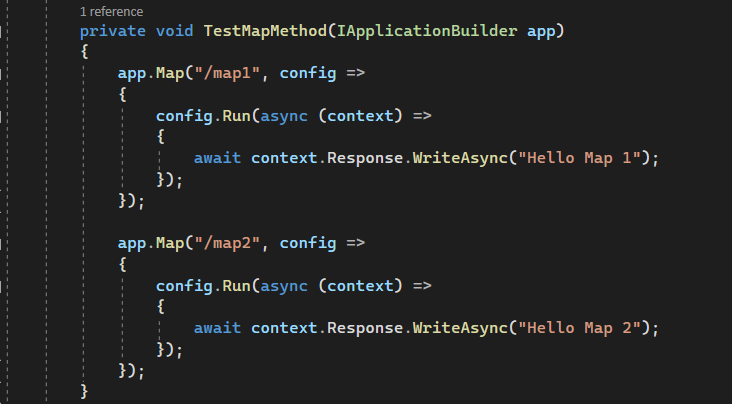 1 reference
private void TestMapMethod(IApplicationBuilder app)
{
app.Map("/map1", config =>
{
config.Run(async (context) =>
{
await context.Response.WriteAsync("Hello Map 1");
});
});
app.Map("/map2", config =>
{
config.Run(async (context) =>
{
await context.Response.WriteAsync("Hello Map 2");
});
});
}